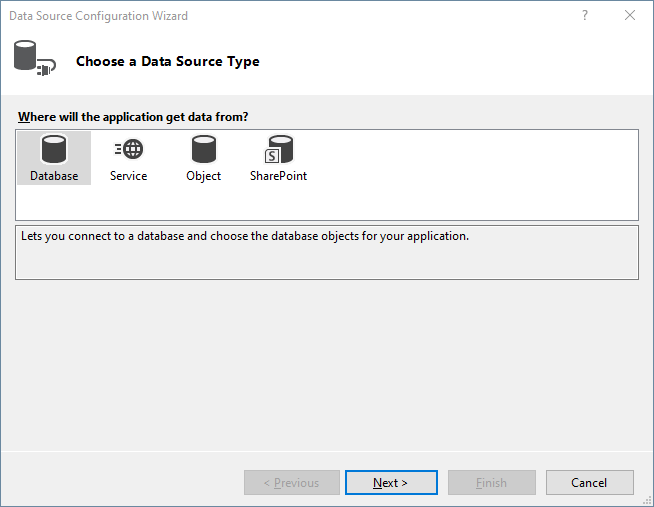 Data Source Configuration Wizard
?
Choose a Data Source Type
Where will the application get data from?
Database Service Object SharePoint
Lets you connect to a database and choose the database objects for your application.
< Previous Next > Finish Cancel